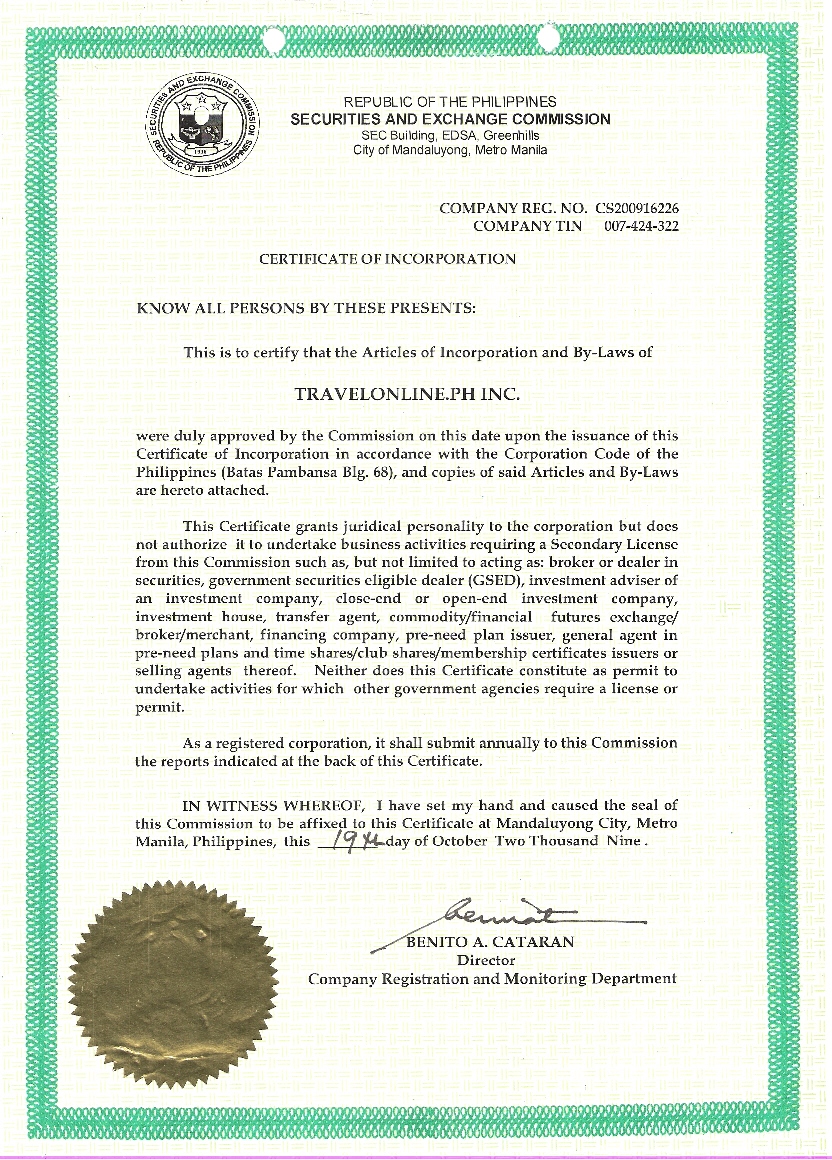 SECURITIES AND EXCHANGE COMMISSION
REPUBLIC OF THE PHILIPPINES
1936
REPUBLIC OF THE PHILIPPINES
SECURITIES AND EXCHANGE COMMISSION
SEC Building, EDSA, Greenhills
City of Mandaluyong, Metro Manila
COMPANY REG. NO. CS200916226
COMPANY TIN 007-424-322
CERTIFICATE OF INCORPORATION
KNOW ALL PERSONS BY THESE PRESENTS:
This is to certify that the Articles of Incorporation and By-Laws of
TRAVELONLINE.PH INC.
were duly approved by the Commission on this date upon the issuance of this
Certificate of Incorporation in accordance with the Corporation Code of the
Philippines (Batas Pambansa Blg. 68), and copies of said Articles and By-Laws
are hereto attached.
This Certificate grants juridical personality to the corporation but does
not authorize it to undertake business activities requiring a Secondary License
from this Commission such as, but not limited to acting as: broker or dealer in
securities, government securities eligible dealer (GSED), investment adviser of
an investment company, close-end or open-end investment company,
investment house, transfer agent, commodity/financial futures exchange/
broker/merchant, financing company, pre-need plan issuer, general agent in
pre-need plans and time shares/club shares/membership certificates issuers or
selling agents thereof. Neither does this Certificate constitute as permit to
undertake activities for which other government agencies require a license or
permit.
As a registered corporation, it shall submit annually to this Commission
the reports indicated at the back of this Certificate.
IN WITNESS WHEREOF, I have set my hand and caused the seal of
this Commission to be affixed to this Certificate at Mandaluyong City, Metro
Manila, Philippines, this 19th day of October Two Thousand Nine.
BENITO A. CATARAN
Director
Company Registration and Monitoring Department